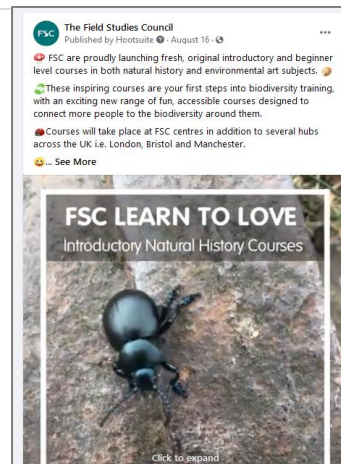 FSC
The Field Studies Council
Published by Hootsuite · August 16 ·
FSC are proudly launching fresh, original introductory and beginner
level courses in both natural history and environmental art subjects.
These inspiring courses are your first steps into biodiversity training,
with an exciting new range of fun, accessible courses designed to
connect more people to the biodiversity around them.
Courses will take place at FSC centres in addition to several hubs
across the UK i.e. London, Bristol and Manchester.
... See More
FSC LEARN TO LOVE
Introductory Natural History Courses
Click to expand